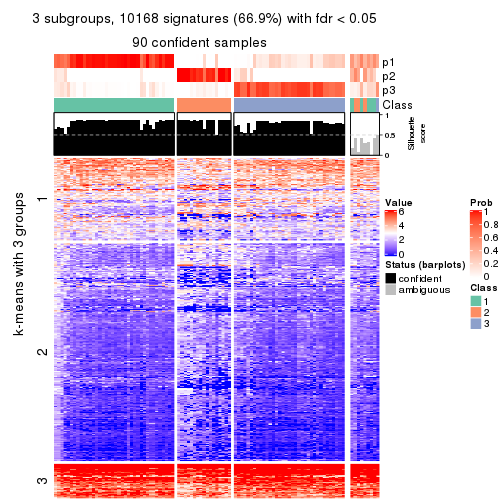 3 subgroups, 10168 signatures (66.9%) with fdr < 0.05
90 confident samples
p1
p2
p3
Class
1
0.5
0
Silhouette
score
k-means with 3 groups
1
2
3
Value
6
4
2
0
Status (barplots)
confident
ambiguous
Prob
1
0.8
0.6
0.4
0.2
0
Class
1
2
3